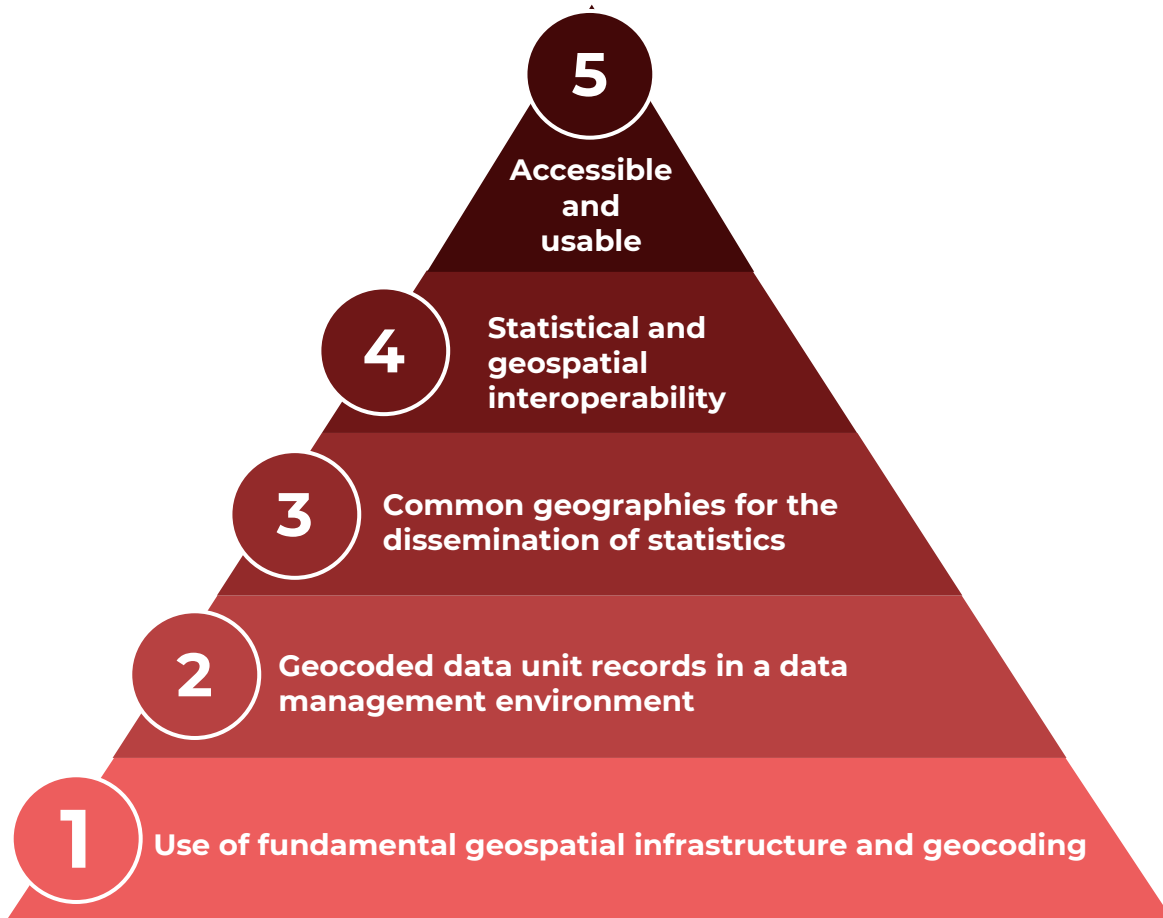 5
Accessible
and
usable
4
Statistical and
geospatial
interoperability
3
Common geographies for the
dissemination of statistics
2
Geocoded data unit records in a data
management environment
1
Use of fundamental geospatial infrastructure and geocoding